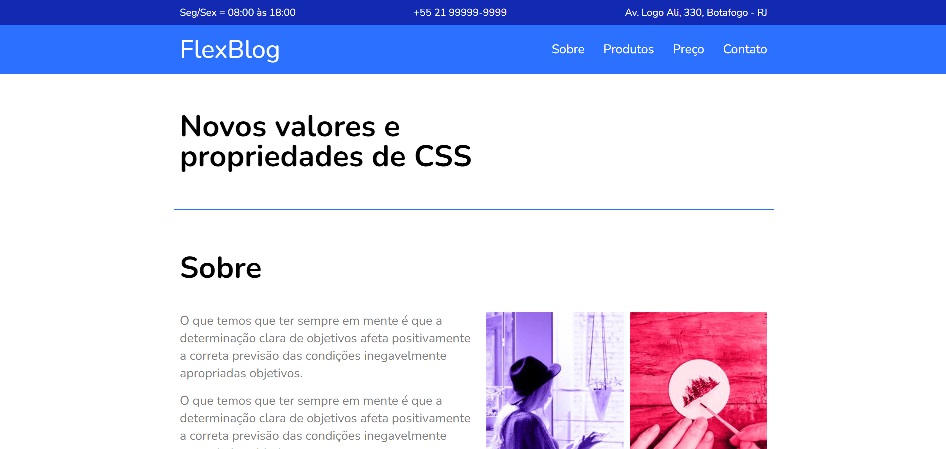 Seg/Sex = 08:00 às 18:00 +55 21 99999-9999 Av. Logo Ali, 330, Botafogo - RJ
FlexBlog Sobre Produtos Preço Contato
Novos valores e
propriedades de CSS
Sobre
O que temos que ter sempre em mente é que a
determinação clara de objetivos afeta positivamente
a correta previsão das condições inegavelmente
apropriadas objetivos.
O que temos que ter sempre em mente é que a
determinação clara de objetivos afeta positivamente
a correta previsão das condições inegavelmente